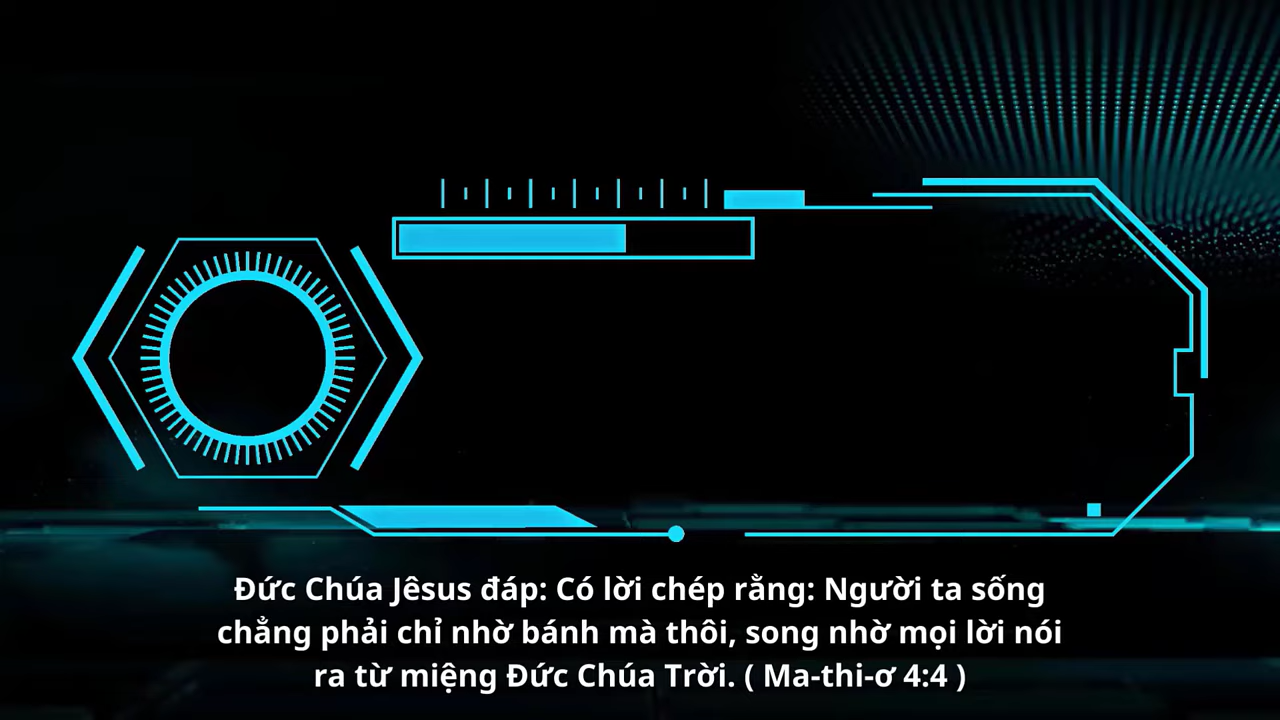 Đức Chúa Jêsus đáp: Có lời chép rằng: Người ta sống
chẳng phải chỉ nhờ bánh mà thôi, song nhờ mọi lời nói
ra từ miệng Đức Chúa Trời. ( Ma-thi-ơ 4:4 )